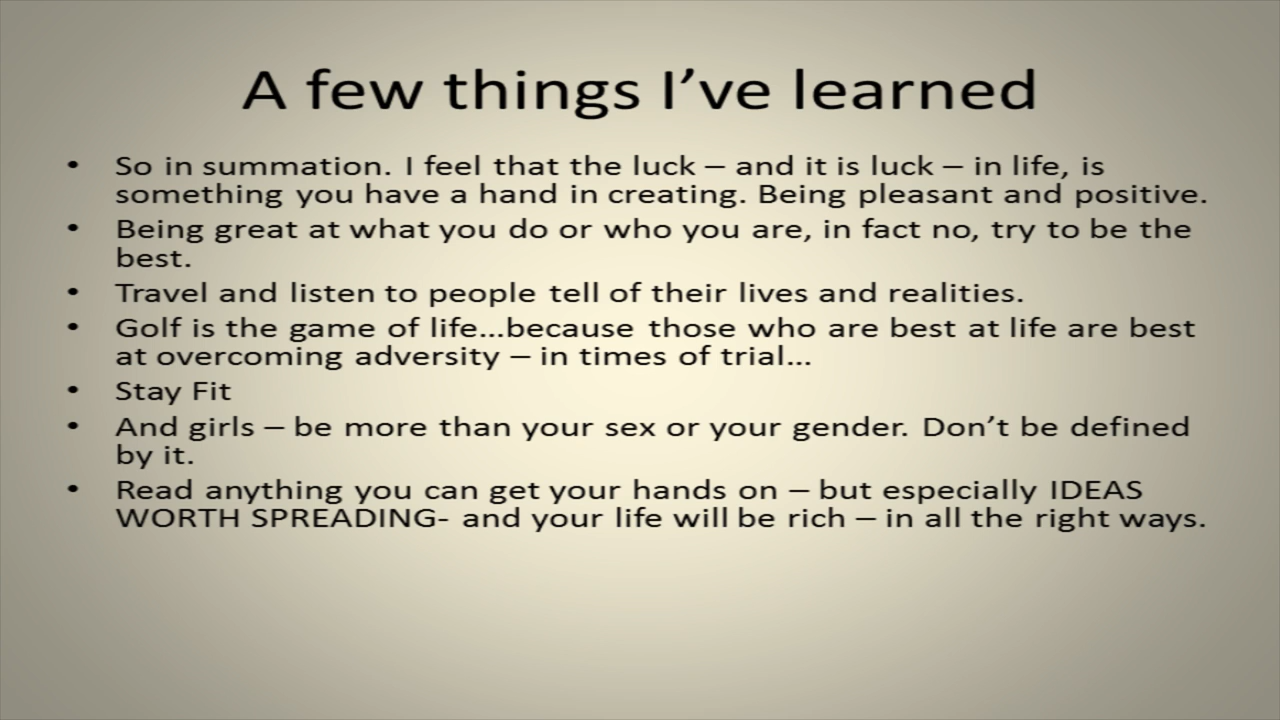 A few things I’ve learned
• So in summation. I feel that the luck – and it is luck – in life, is
something you have a hand in creating. Being pleasant and positive.
• Being great at what you do or who you are, in fact no, try to be the
best.
• Travel and listen to people tell of their lives and realities.
• Golf is the game of life…because those who are best at life are best
at overcoming adversity – in times of trial…
• Stay Fit
• And girls – be more than your sex or your gender. Don’t be defined
by it.
• Read anything you can get your hands on – but especially IDEAS
WORTH SPREADING- and your life will be rich – in all the right ways.